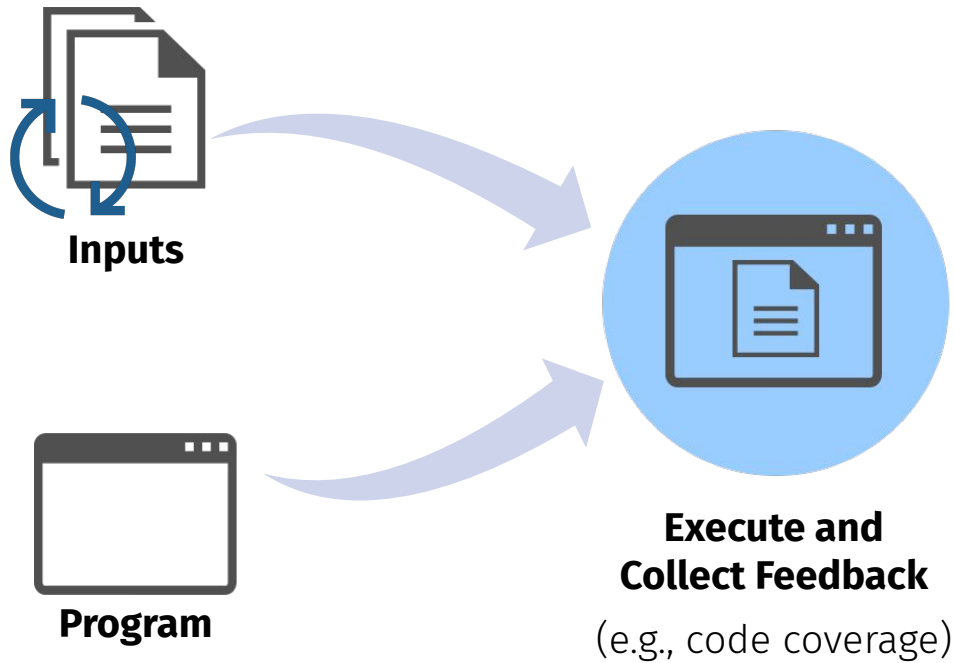 Inputs
Program
Execute and
Collect Feedback
(e.g., code coverage)